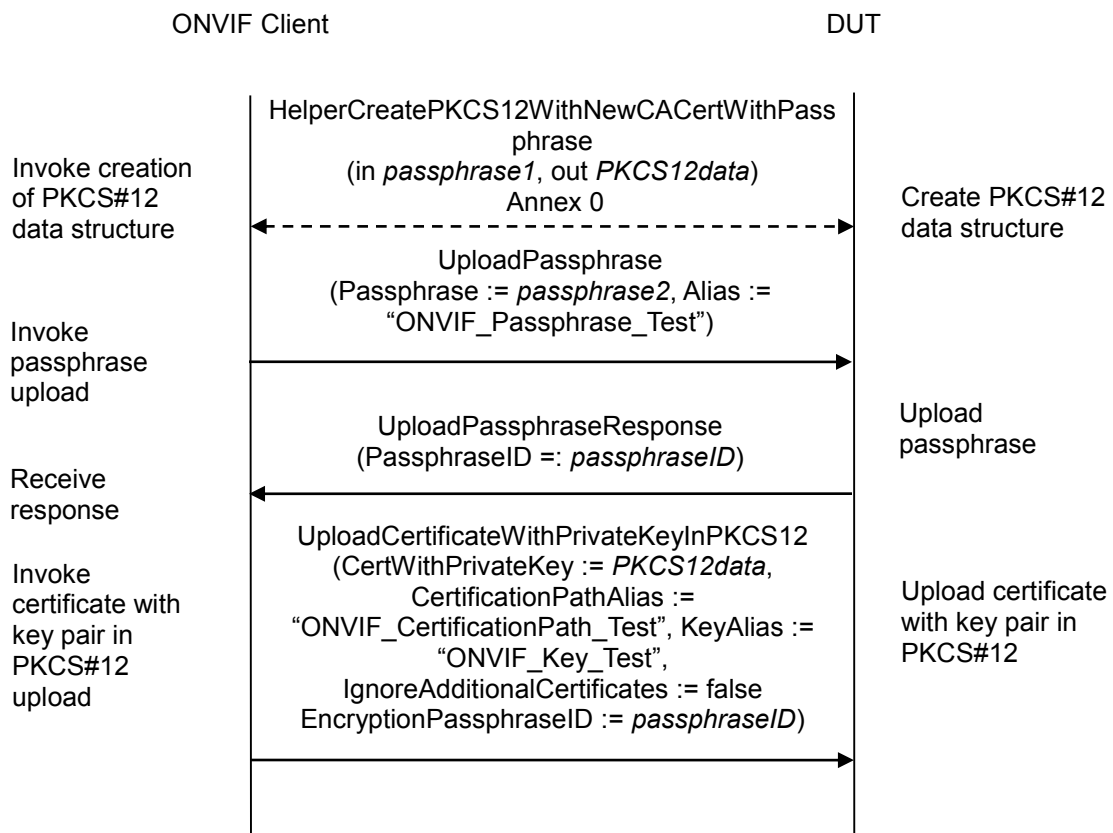 ONVIF Client
DUT
HelperCreatePKCS12WithNewCACertWithPass
phrase
(in passphrase1, out PKCS12data)
Annex 0
Invoke creation
of PKCS#12
data structure
Create PKCS#12
data structure
UploadPassphrase
(Passphrase := passphrase2, Alias :=
“ONVIF_Passphrase_Test”)
Invoke
passphrase
upload
Upload
passphrase
UploadPassphraseResponse
(PassphraseID =: passphraseID)
Receive
response
UploadCertificateWithPrivateKeyInPKCS12
(CertWithPrivateKey := PKCS12data,
CertificationPathAlias :=
“ONVIF_CertificationPath_Test”, KeyAlias :=
“ONVIF_Key_Test”,
IgnoreAdditionalCertificates := false
EncryptionPassphraseID := passphraseID)
Invoke
certificate with
key pair in
PKCS#12
upload
Upload certificate
with key pair in
PKCS#12